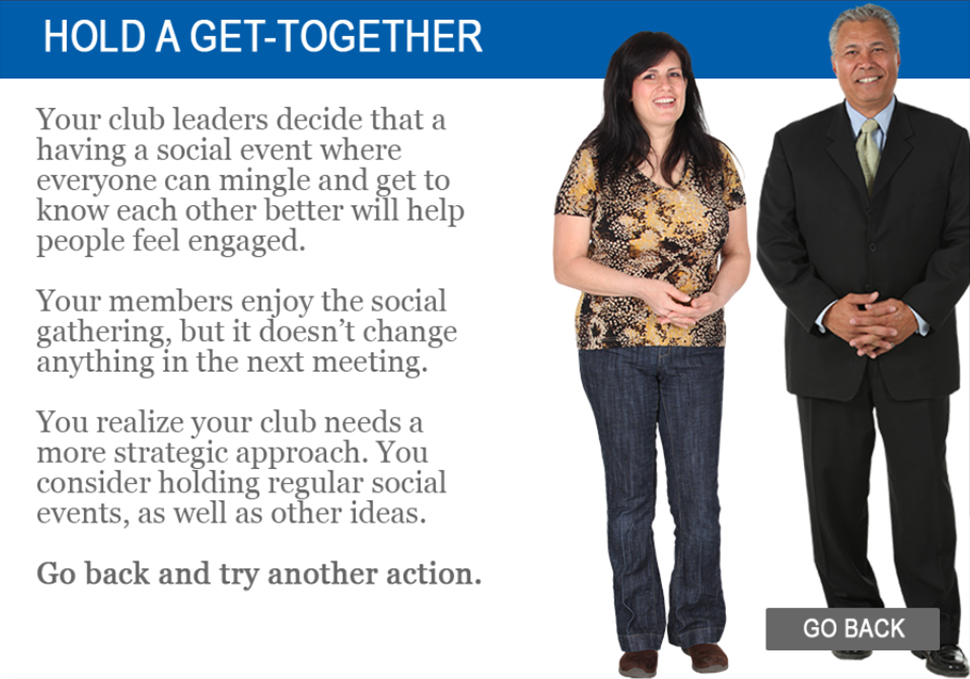 HOLD A GET-TOGETHER
Your club leaders decide that a
having a social event where
everyone can mingle and get to
know each other better will help
people feel engaged.
Your members enjoy the social
gathering, but it doesn’t change
anything in the next meeting.
You realize your club needs a
more strategic approach. You
consider holding regular social
events, as well as other ideas.
Go back and try another action.
GO BACK